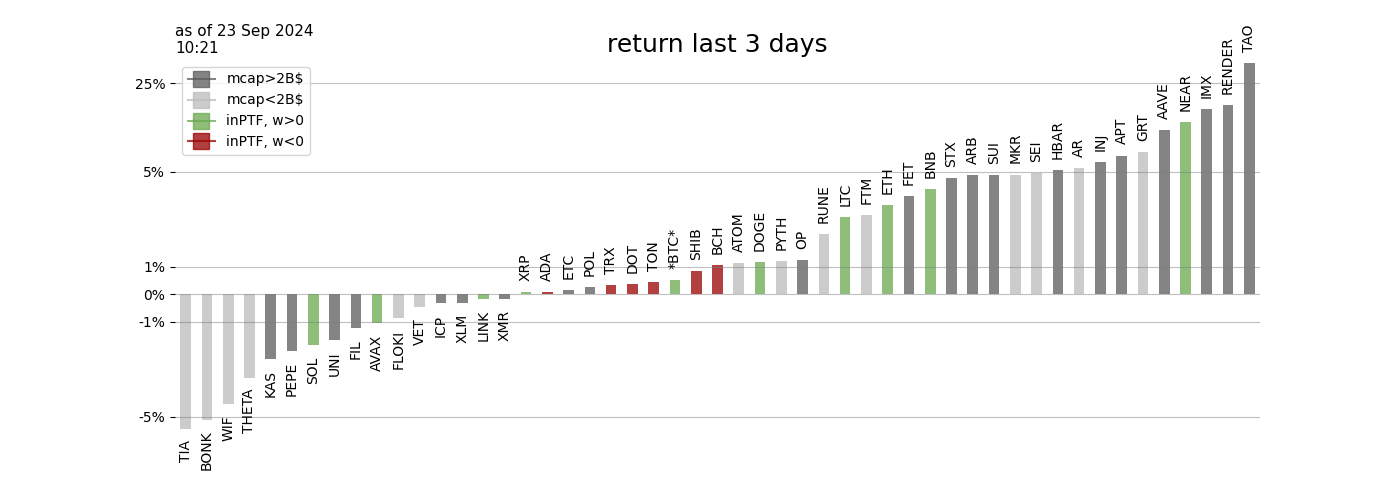 as of 23 Sep 2024
10:21
return last 3 days
mcap>2B$
mcap<2B$
inPTF, w>0
inPTF, w<0
25%
5%
1%
0%
-1%
-5%
TIA
BONK
WIF
THETA
KAS
PEPE
SOL
UNI
FIL
AVAX
FLOKI
VET
ICP
XLM
LINK
XMR
XRP
ADA
ETC
POL
TRX
DOT
TON
*BTC*
SHIB
BCH
ATOM
DOGE
PYTH
OP
RUNE
LTC
FTM
ETH
FET
BNB
STX
ARB
SUI
MKR
SEI
HBAR
AR
INJ
APT
GRT
AAVE
NEAR
IMX
RENDER
TAO